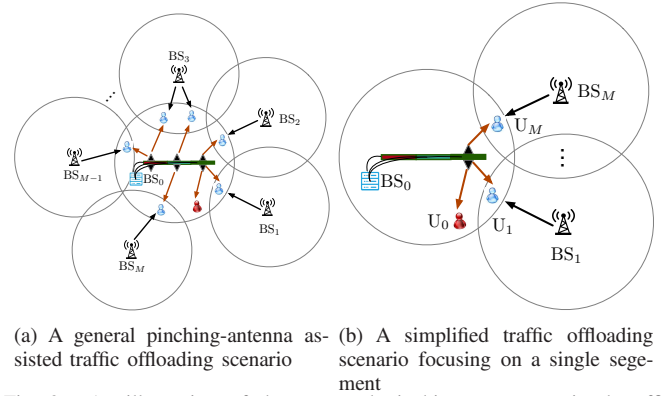 BS3
BS2
BSM−1
BS0
BS1
BSM
BSM
UM
BS0
U0
U1
BS1
(a) A general pinching-antenna as-
sisted traffic offloading scenario
(b) A simplified traffic offloading
scenario focusing on a single sege-
ment